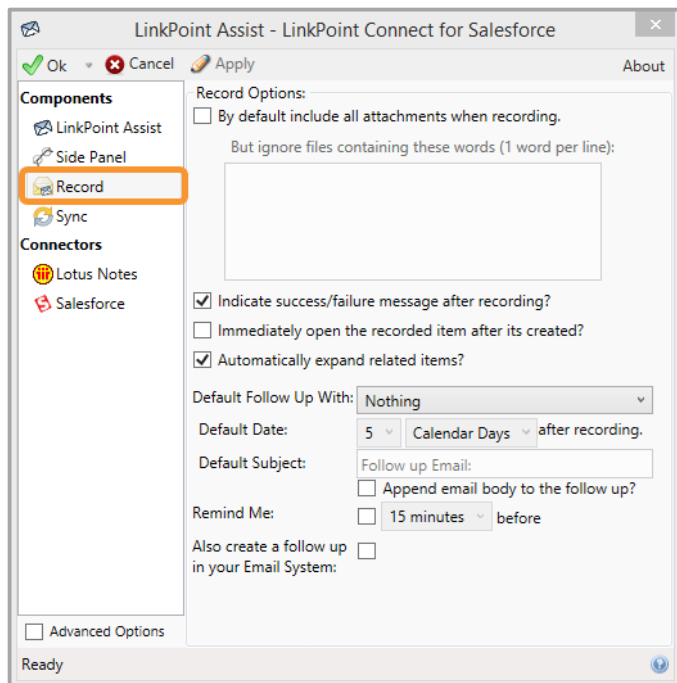 LinkPoint Assist - LinkPoint Connect for Salesforce
Ok Cancel Apply About
Components
LinkPoint Assist
Side Panel
Record
Sync
Connectors
Lotus Notes
Salesforce
Advanced Options
Record Options:
By default include all attachments when recording.
But ignore files containing these words (1 word per line):
Indicate success/failure message after recording?
Immediately open the recorded item after its created?
Automatically expand related items?
Default Follow Up With: Nothing
Default Date: 5 Calendar Days after recording.
Default Subject: Follow up Email:
Append email body to the follow up?
Remind Me: 15 minutes before
Also create a follow up
in your Email System:
Ready